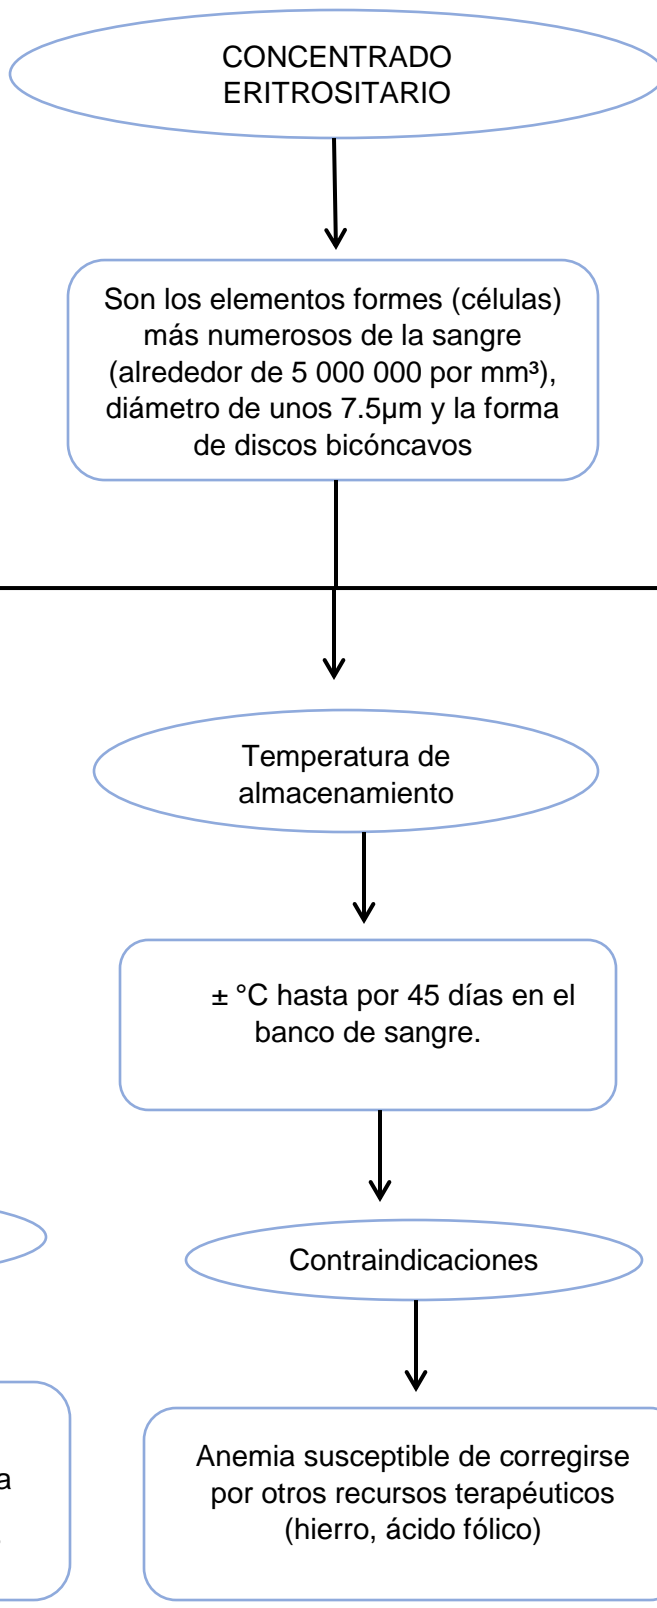 CONCENTRADO
ERITROSITARIO
Son los elementos formes (células)
más numerosos de la sangre
(alrededor de 5 000 000 por mm³),
diámetro de unos 7.5µm y la forma
de discos bicóncavos
Temperatura de
almacenamiento
± °C hasta por 45 días en el
banco de sangre.
Contraindicaciones
a
Anemia susceptible de corregirse
por otros recursos terapéuticos
(hierro, ácido fólico)